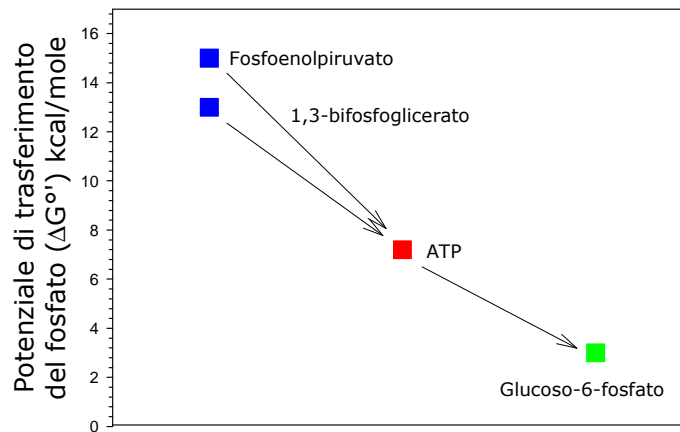 Potenziale di trasferimento
del fosfato (ΔG°') kcal/mole
16
14
12
10
8
6
4
2
0
Fosfoenolpiruvato
1,3-bifosfoglicerato
ATP
Glucoso-6-fosfato